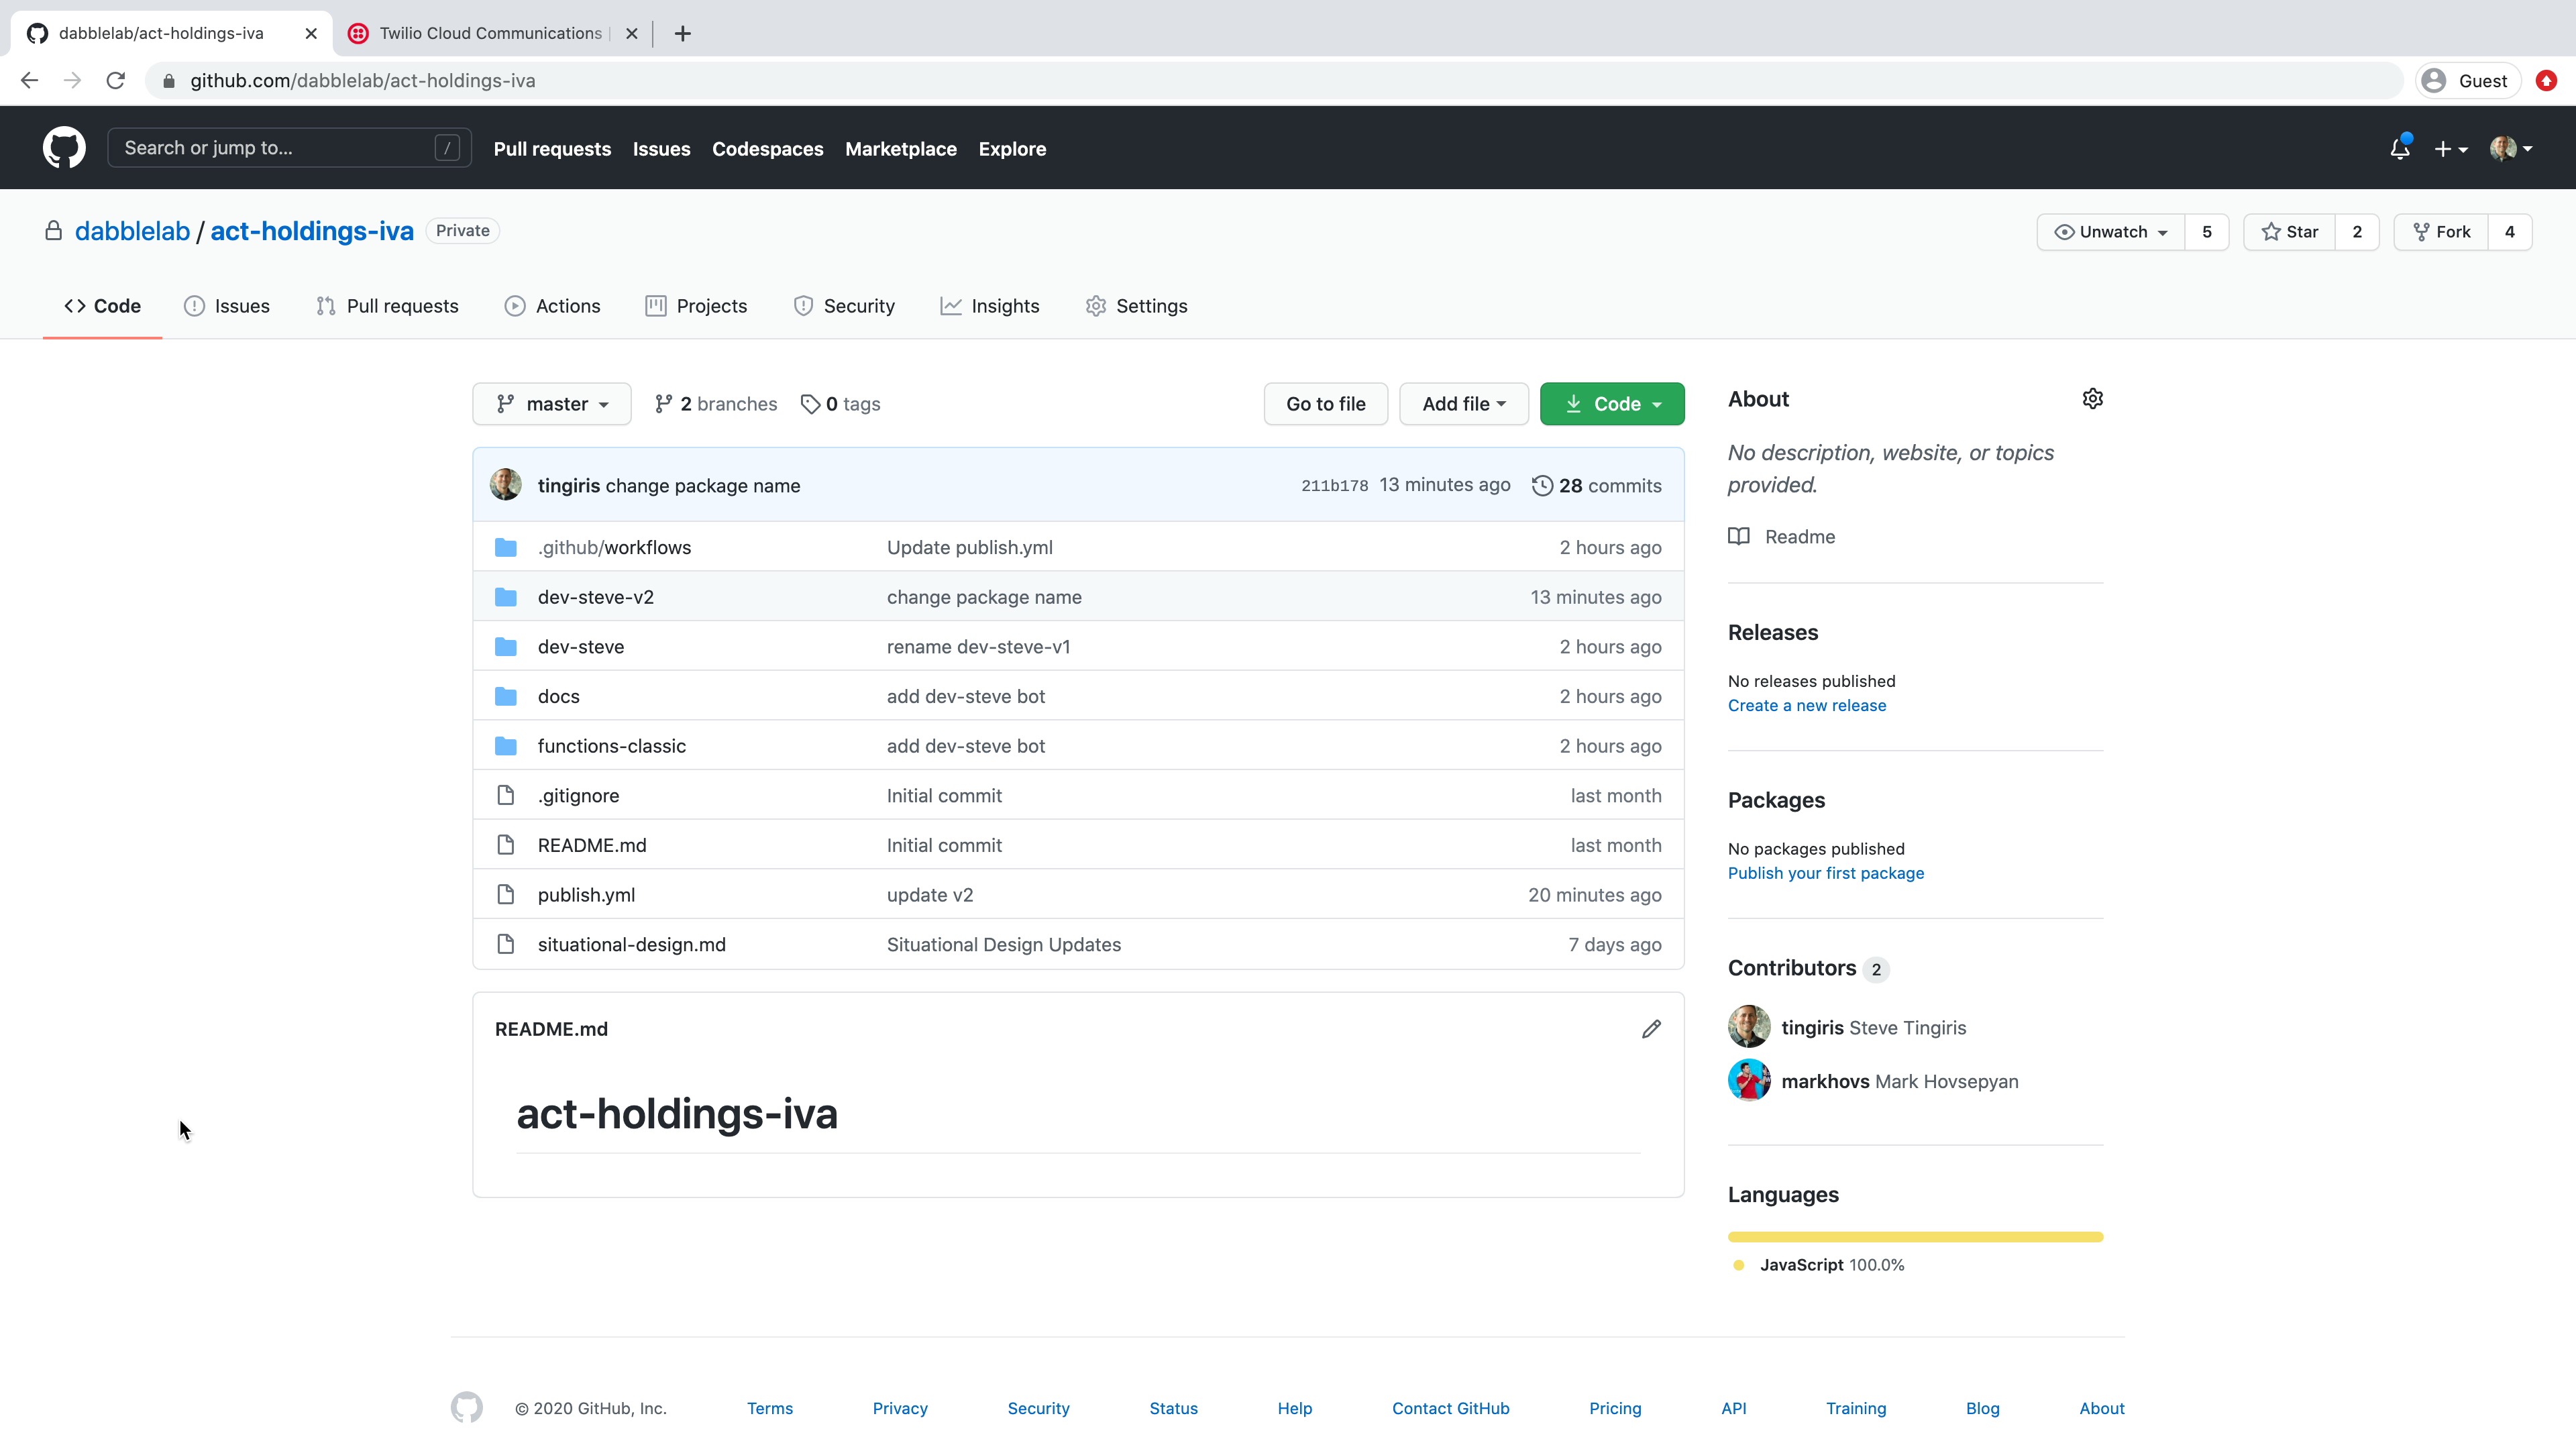 dabblelab/act-holdings-iva
Twilio Cloud Communications |
github.com/dabblelab/act-holdings-iva
Guest
Search or jump to...
/
Pull requests
Issues
Codespaces
Marketplace
Explore
dabblelab / act-holdings-iva
Private
Unwatch
5
Star
2
Fork
4
Code
Issues
Pull requests
Actions
Projects
Security
Insights
Settings
master
2 branches
0 tags
Go to file
Add file
Code
tingiris change package name
211b178 13 minutes ago
28 commits
.github/workflows
Update publish.yml
2 hours ago
dev-steve-v2
change package name
13 minutes ago
dev-steve
rename dev-steve-v1
2 hours ago
docs
add dev-steve bot
2 hours ago
functions-classic
add dev-steve bot
2 hours ago
.gitignore
Initial commit
last month
README.md
Initial commit
last month
publish.yml
update v2
20 minutes ago
situational-design.md
Situational Design Updates
7 days ago
README.md
act-holdings-iva
About
No description, website, or topics
provided.
Readme
Releases
No releases published
Create a new release
Packages
No packages published
Publish your first package
Contributors 2
tingiris Steve Tingiris
markhovs Mark Hovsepyan
Languages
JavaScript 100.0%
© 2020 GitHub, Inc.
Terms
Privacy
Security
Status
Help
Contact GitHub
Pricing
API
Training
Blog
About